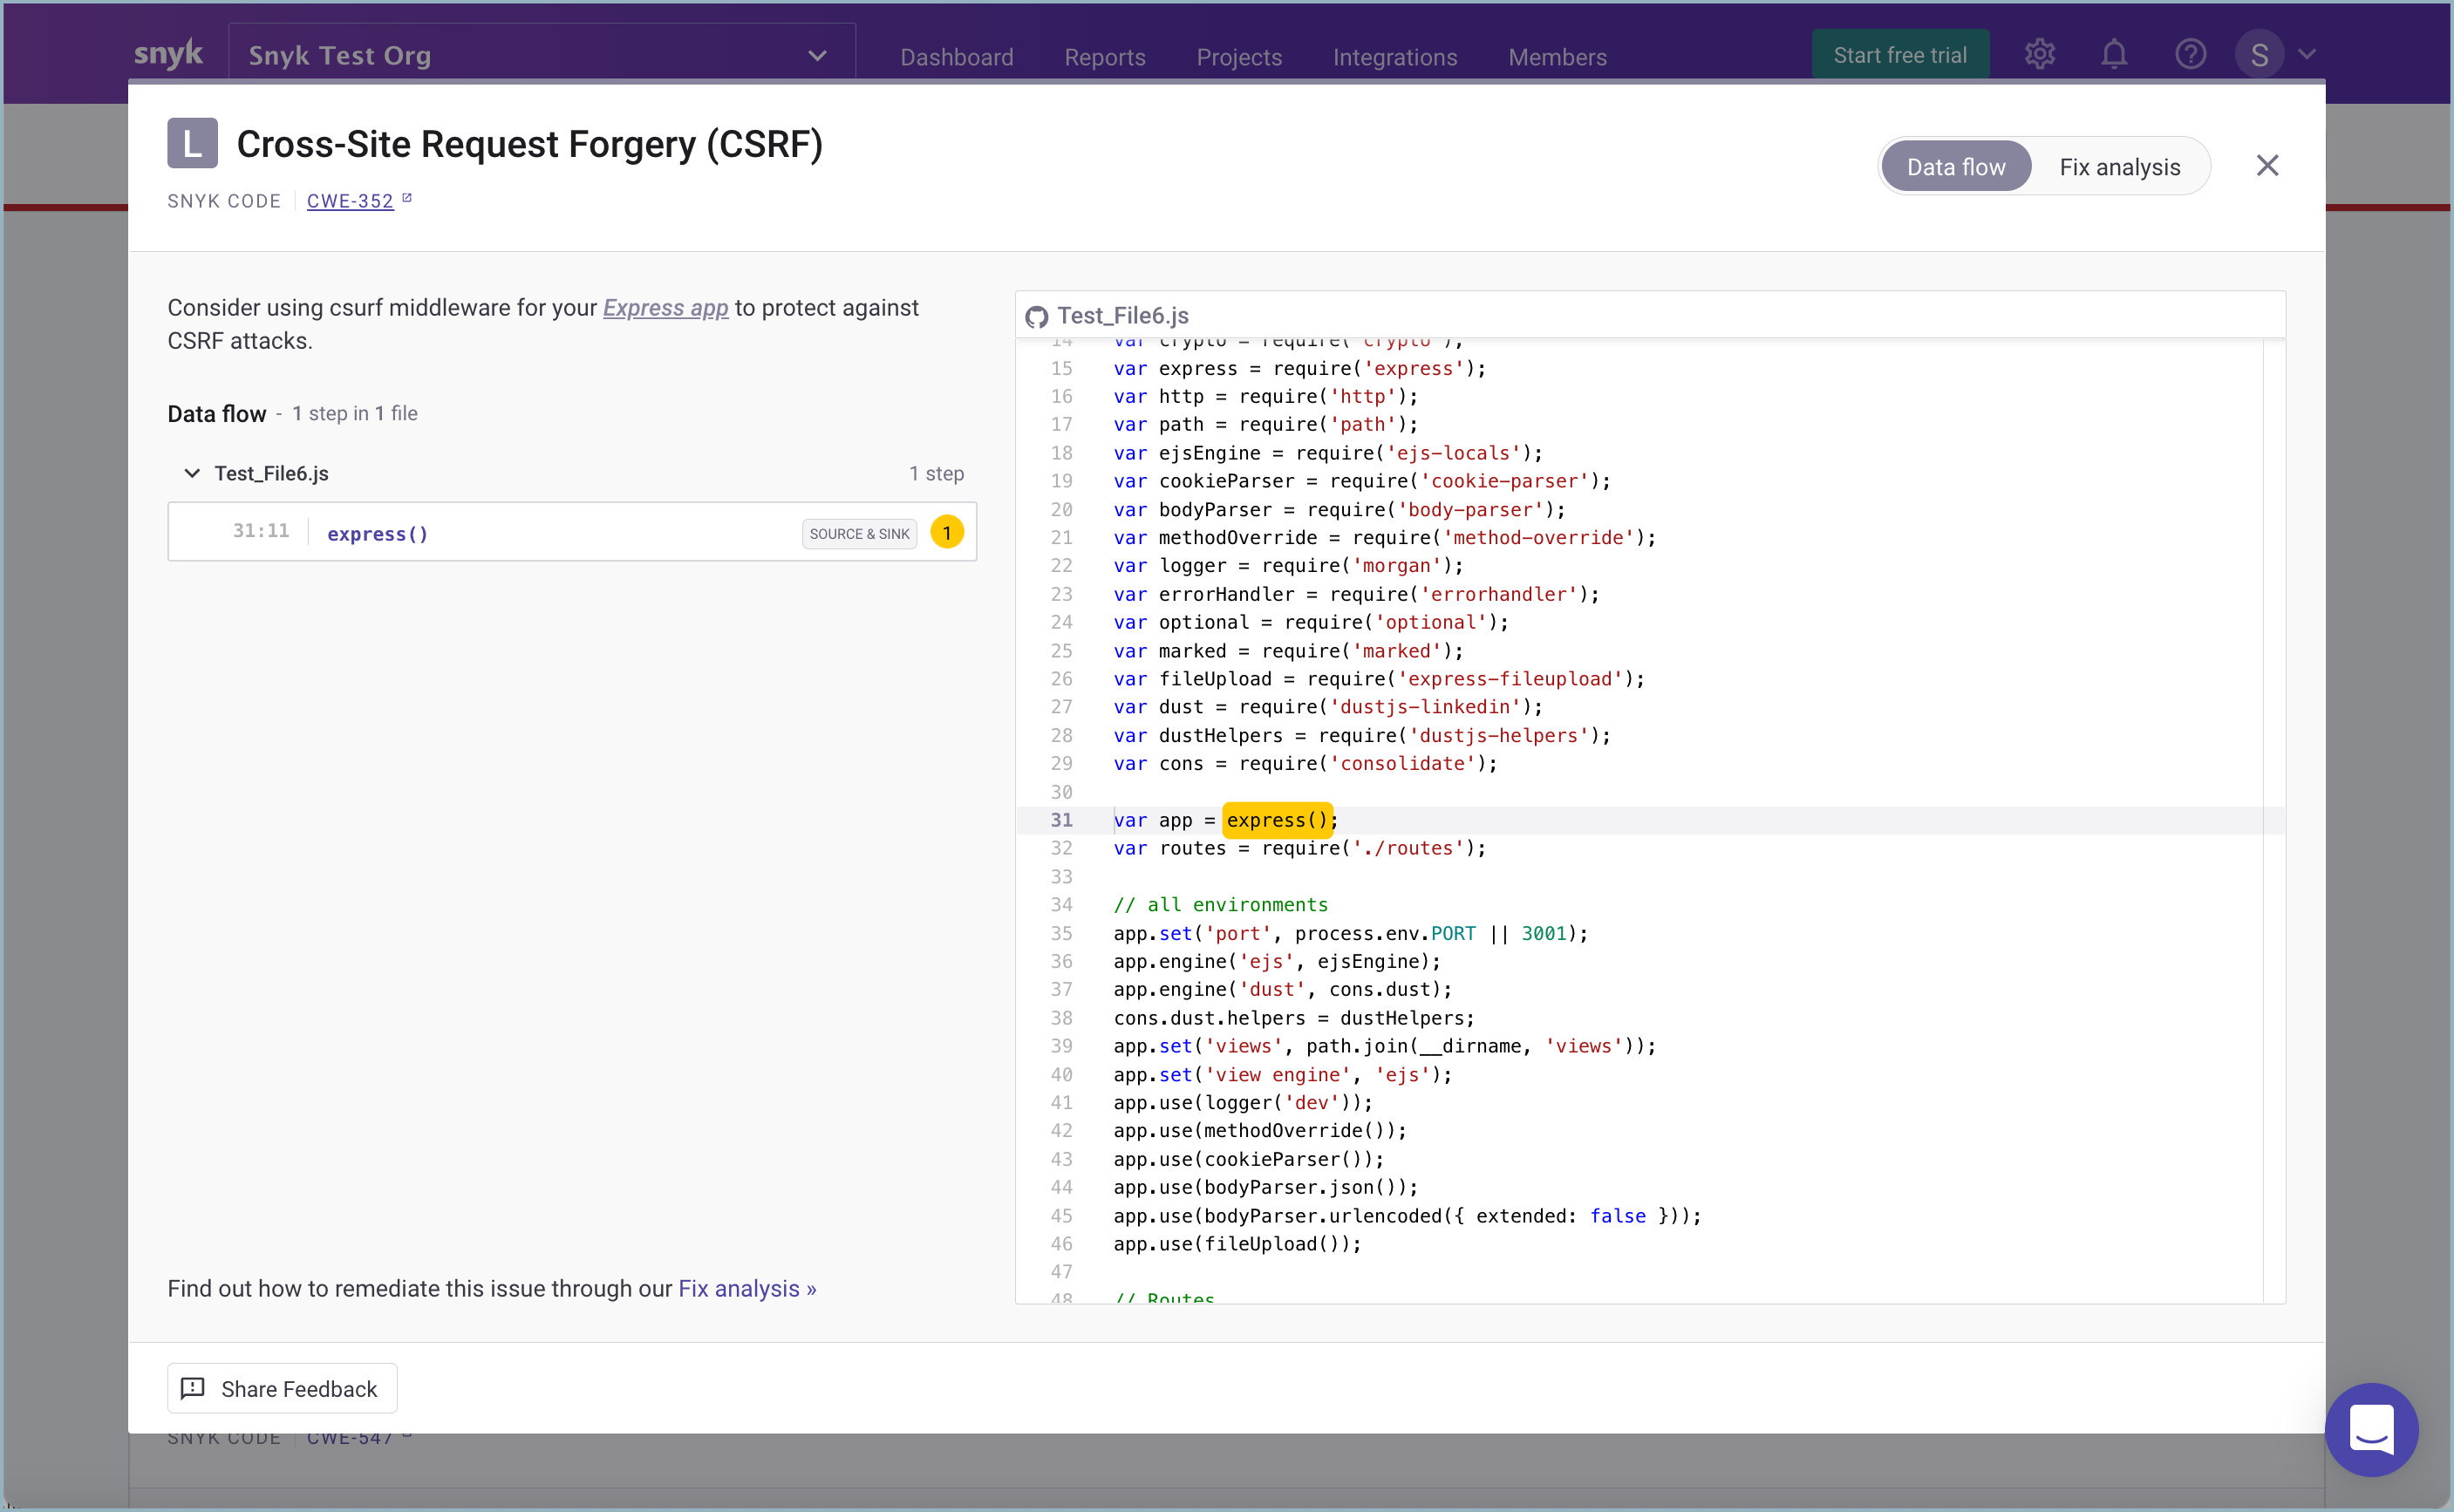 snyk
Snyk Test Org
Dashboard
Reports
Projects
Integrations
Members
Start free trial
S
L
Cross-Site Request Forgery (CSRF)
SNYK CODE
CWE-352
Data flow
Fix analysis
Consider using csurf middleware for your Express app to protect against
CSRF attacks.
Data flow - 1 step in 1 file
Test_File6.js
1 step
31:11
express()
SOURCE & SINK
1
Find out how to remediate this issue through our Fix analysis »
Test_File6.js
14 var crypto = require('crypto');
15 var express = require('express');
16 var http = require('http');
17 var path = require('path');
18 var ejsEngine = require('ejs-locals');
19 var cookieParser = require('cookie-parser');
20 var bodyParser = require('body-parser');
21 var methodOverride = require('method-override');
22 var logger = require('morgan');
23 var errorHandler = require('errorhandler');
24 var optional = require('optional');
25 var marked = require('marked');
26 var fileUpload = require('express-fileupload');
27 var dust = require('dustjs-linkedin');
28 var dustHelpers = require('dustjs-helpers');
29 var cons = require('consolidate');
30
31 var app = express();
32 var routes = require('./routes');
33
34 // all environments
35 app.set('port', process.env.PORT || 3001);
36 app.engine('ejs', ejsEngine);
37 app.engine('dust', cons.dust);
38 cons.dust.helpers = dustHelpers;
39 app.set('views', path.join(__dirname, 'views'));
40 app.set('view engine', 'ejs');
41 app.use(logger('dev'));
42 app.use(methodOverride());
43 app.use(cookieParser());
44 app.use(bodyParser.json());
45 app.use(bodyParser.urlencoded({ extended: false }));
46 app.use(fileUpload());
47
48 // Routes
Share Feedback
SNYK CODE
CWE-547